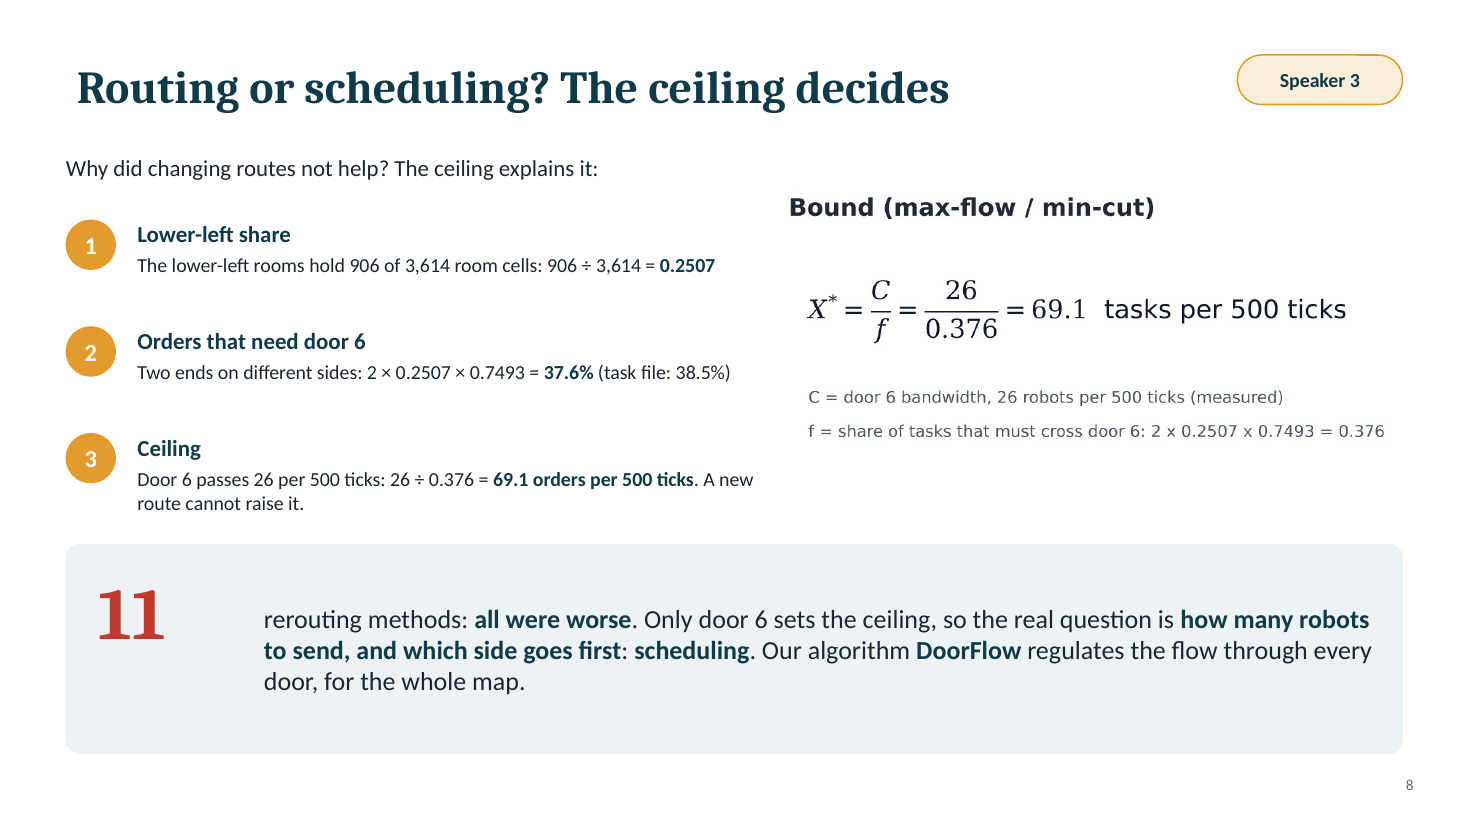 Routing or scheduling? The ceiling decides
Speaker 3
Why did changing routes not help? The ceiling explains it:
1
Lower-left share
The lower-left rooms hold 906 of 3,614 room cells: 906 ÷ 3,614 = 0.2507
2
Orders that need door 6
Two ends on different sides: 2 × 0.2507 × 0.7493 = 37.6% (task file: 38.5%)
3
Ceiling
Door 6 passes 26 per 500 ticks: 26 ÷ 0.376 = 69.1 orders per 500 ticks. A new
route cannot raise it.
Bound (max-flow / min-cut)
X* = C/f = 26/0.376 = 69.1 tasks per 500 ticks
C = door 6 bandwidth, 26 robots per 500 ticks (measured)
f = share of tasks that must cross door 6: 2 x 0.2507 x 0.7493 = 0.376
11
rerouting methods: all were worse. Only door 6 sets the ceiling, so the real question is how many robots
to send, and which side goes first: scheduling. Our algorithm DoorFlow regulates the flow through every
door, for the whole map.
8